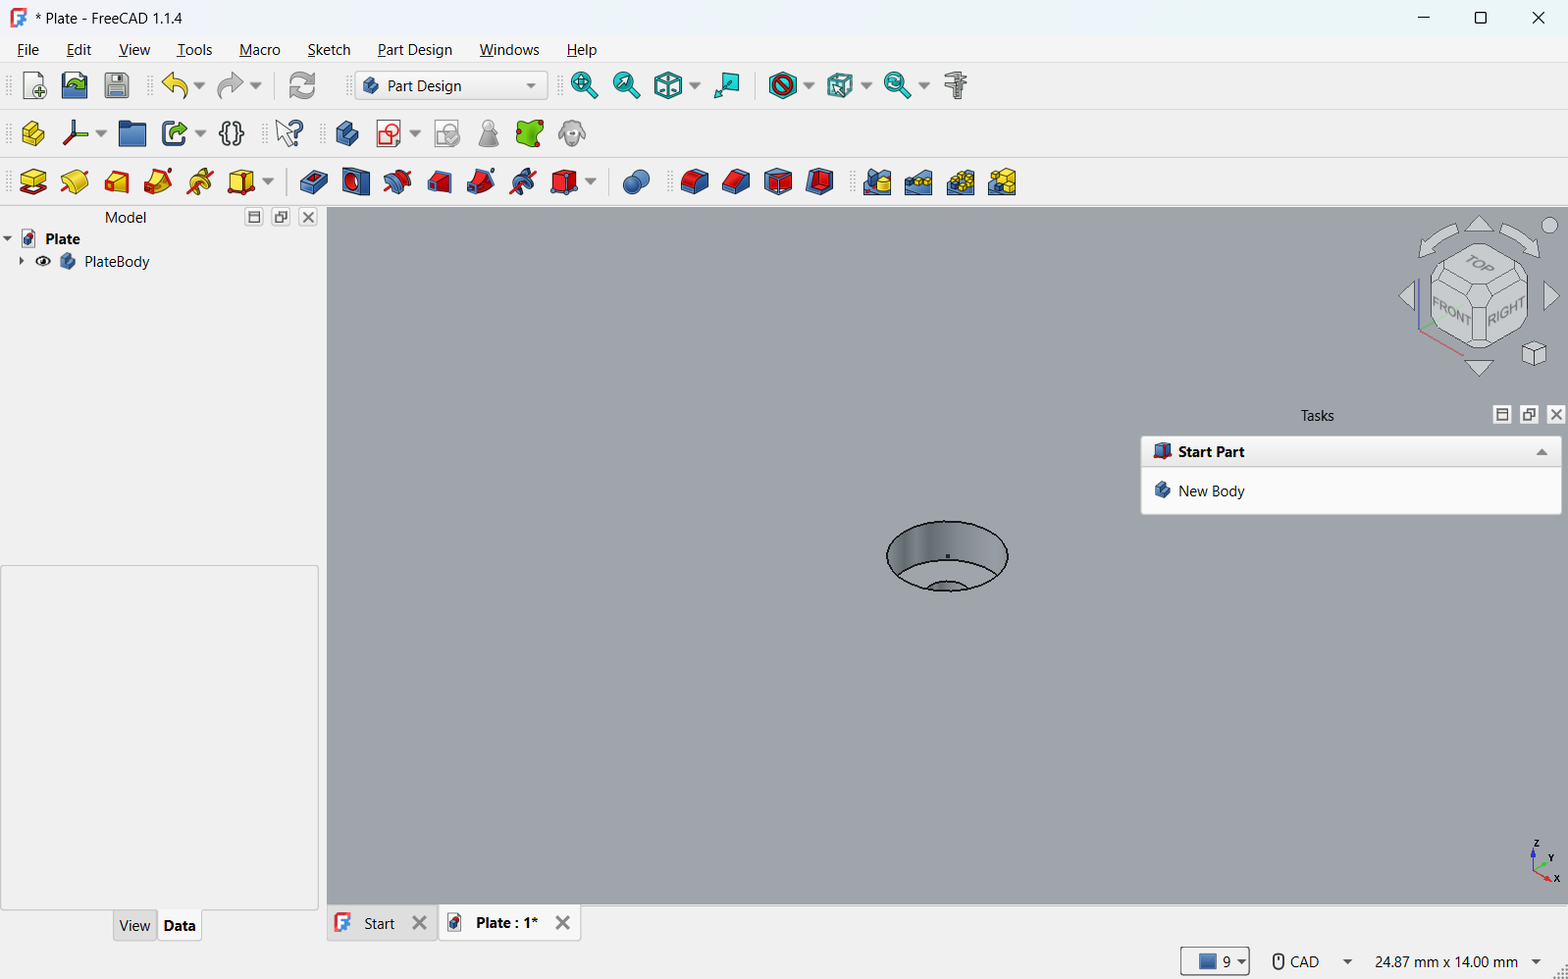 * Plate - FreeCAD 1.1.4
File Edit View Tools Macro Sketch Part Design Windows Help
Part Design
Model
Plate
PlateBody
TOP
FRONT
RIGHT
Tasks
Start Part
New Body
Z
Y
X
View Data
Start
Plate : 1*
9
CAD
24.87 mm x 14.00 mm